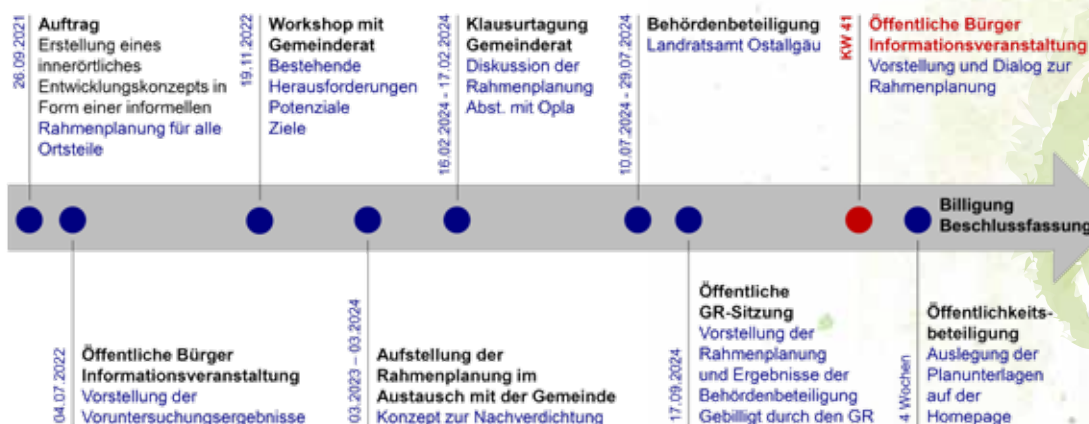 26.09.2021
Auftrag
Erstellung eines
innerörtliches
Entwicklungskonzepts in
Form einer informellen
Rahmenplanung für alle
Ortsteile
19.11.2022
Workshop mit
Gemeinderat
Bestehende
Herausforderungen
Potenziale
Ziele
16.02.2024 - 17.02.2024
Klausurtagung
Gemeinderat
Diskussion der
Rahmenplanung
Abst. mit Opla
10.07.2024 - 29.07.2024
Behördenbeteiligung
Landratsamt Ostallgäu
KW 41
Öffentliche Bürger
Informationsveranstaltung
Vorstellung und Dialog zur
Rahmenplanung
Billigung
Beschlussfassung
04.07.2022
Öffentliche Bürger
Informationsveranstaltung
Vorstellung der
Voruntersuchungsergebnisse
03.2023 – 03.2024
Aufstellung der
Rahmenplanung im
Austausch mit der Gemeinde
Konzept zur Nachverdichtung
17.09.2024
Öffentliche
GR-Sitzung
Vorstellung der
Rahmenplanung
und Ergebnisse der
Behördenbeteiligung
Gebilligt durch den GR
4 Wochen
Öffentlichkeits-
beteiligung
Auslegung der
Planunterlagen
auf der
Homepage